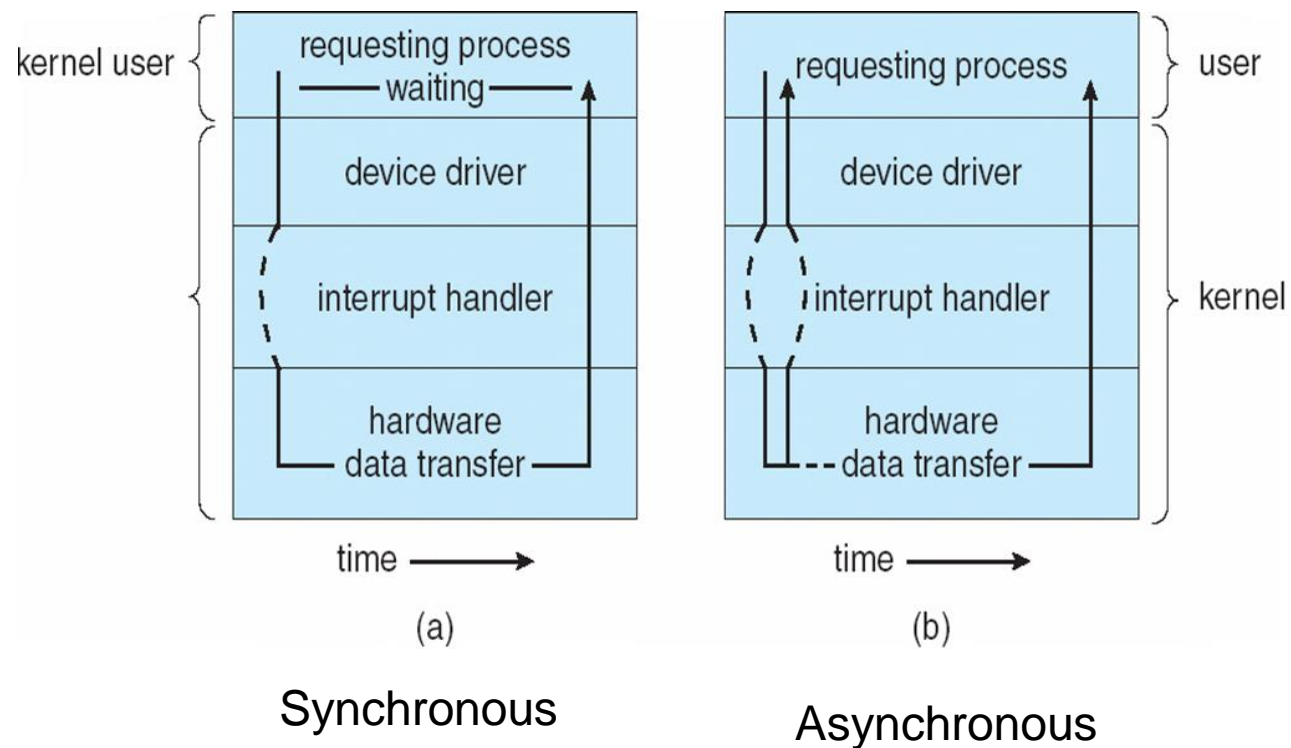 kernel user
requesting process
waiting
device driver
interrupt handler
hardware
data transfer
time
(a)
Synchronous
requesting process
device driver
interrupt handler
hardware
data transfer
user
kernel
time
(b)
Asynchronous